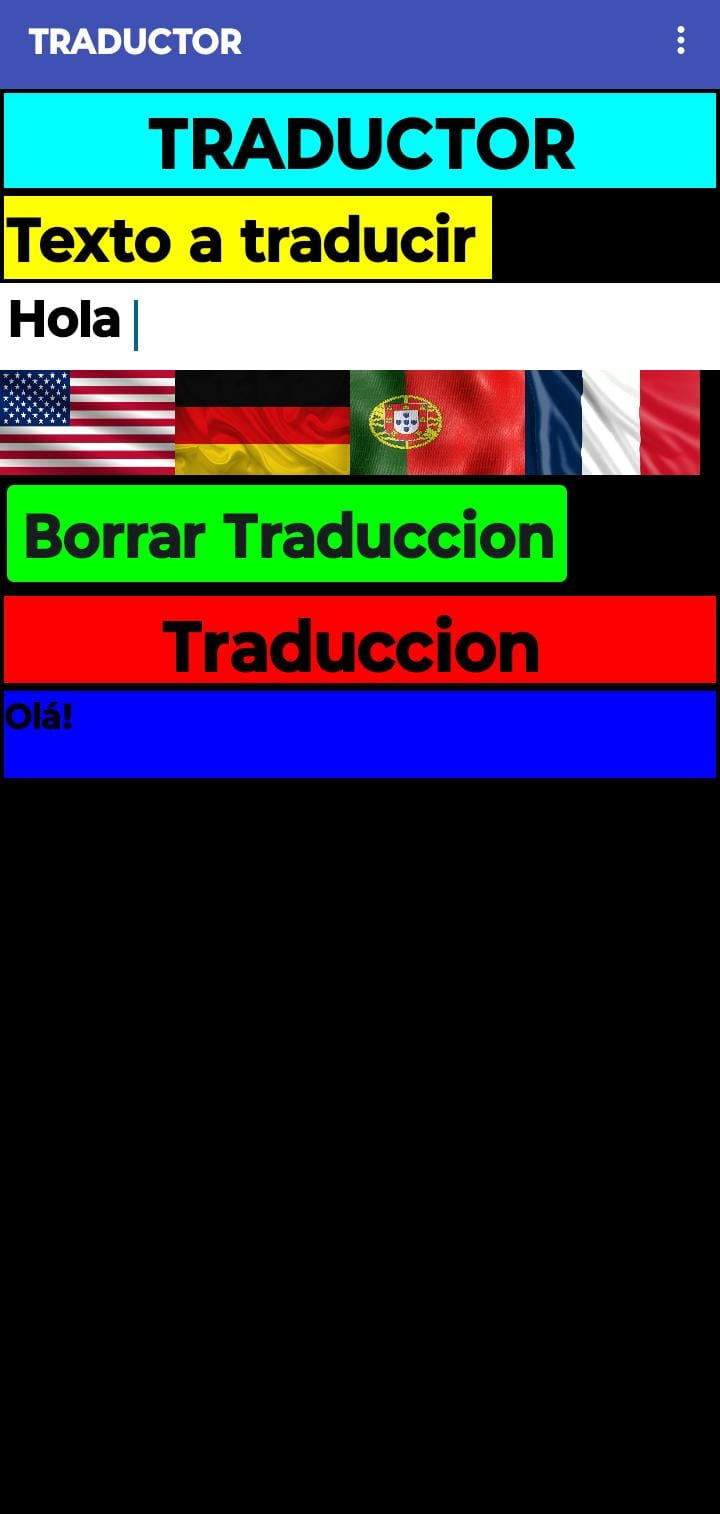 TRADUCTOR
TRADUCTOR
Texto a traducir
Hola
Borrar Traduccion
Traduccion
Olá!